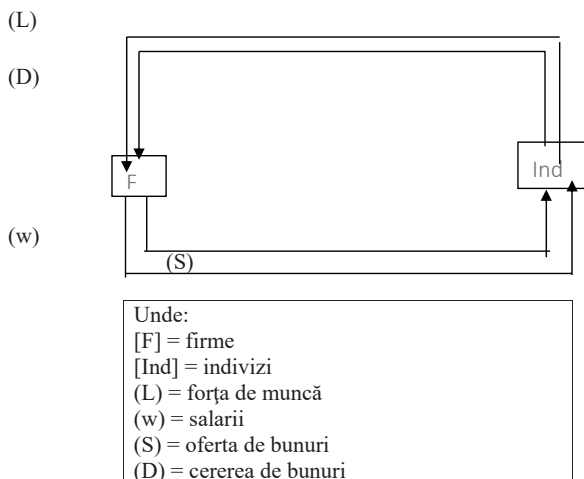 (L)
(D)
F
Ind
(w)
(S)
Unde:
[F] = firme
[Ind] = indivizi
(L) = forţa de muncă
(w) = salarii
(S) = oferta de bunuri
(D) = cererea de bunuri